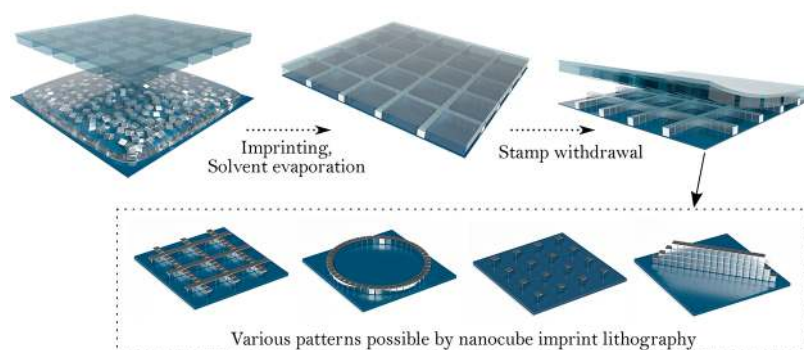 Imprinting,
Solvent evaporation
Stamp withdrawal
Various patterns possible by nanocube imprint lithography